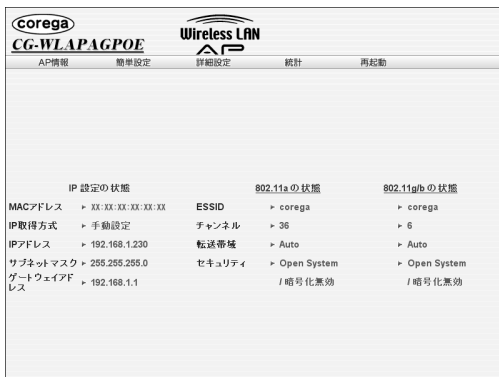 corega
CG-WLAPAGPOE
Wireless LAN
AP
AP情報 簡単設定 詳細設定 統計 再起動
IP 設定の状態 802.11a の状態 802.11g/b の状態
MACアドレス ► XX:XX:XX:XX:XX:XX ESSID ► corega ► corega
IP取得方式 ► 手動設定 チャンネル ► 36 ► 6
IPアドレス ► 192.168.1.230 転送帯域 ► Auto ► Auto
サブネットマスク ► 255.255.255.0 セキュリティ ► Open System ► Open System
ゲートウェイアド
レス ► 192.168.1.1 / 暗号化無効 / 暗号化無効